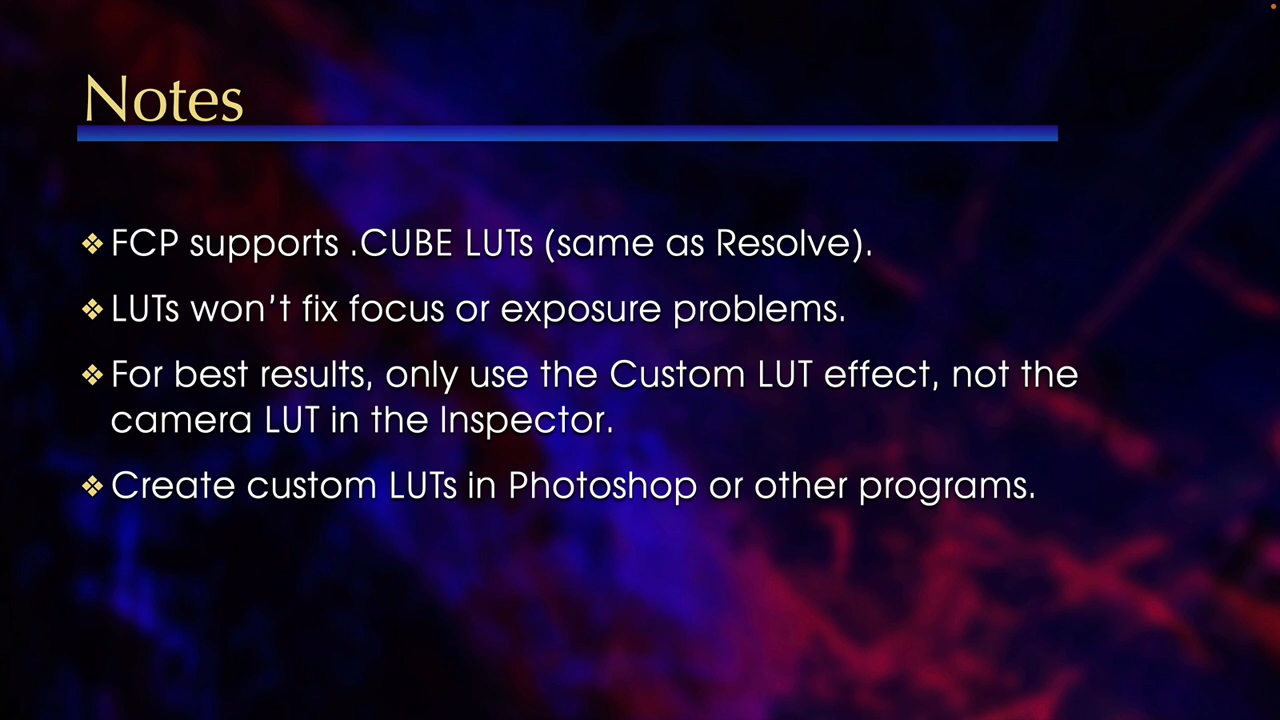 Notes
❖ FCP supports .CUBE LUTs (same as Resolve).
❖ LUTs won’t fix focus or exposure problems.
❖ For best results, only use the Custom LUT effect, not the
camera LUT in the Inspector.
❖ Create custom LUTs in Photoshop or other programs.